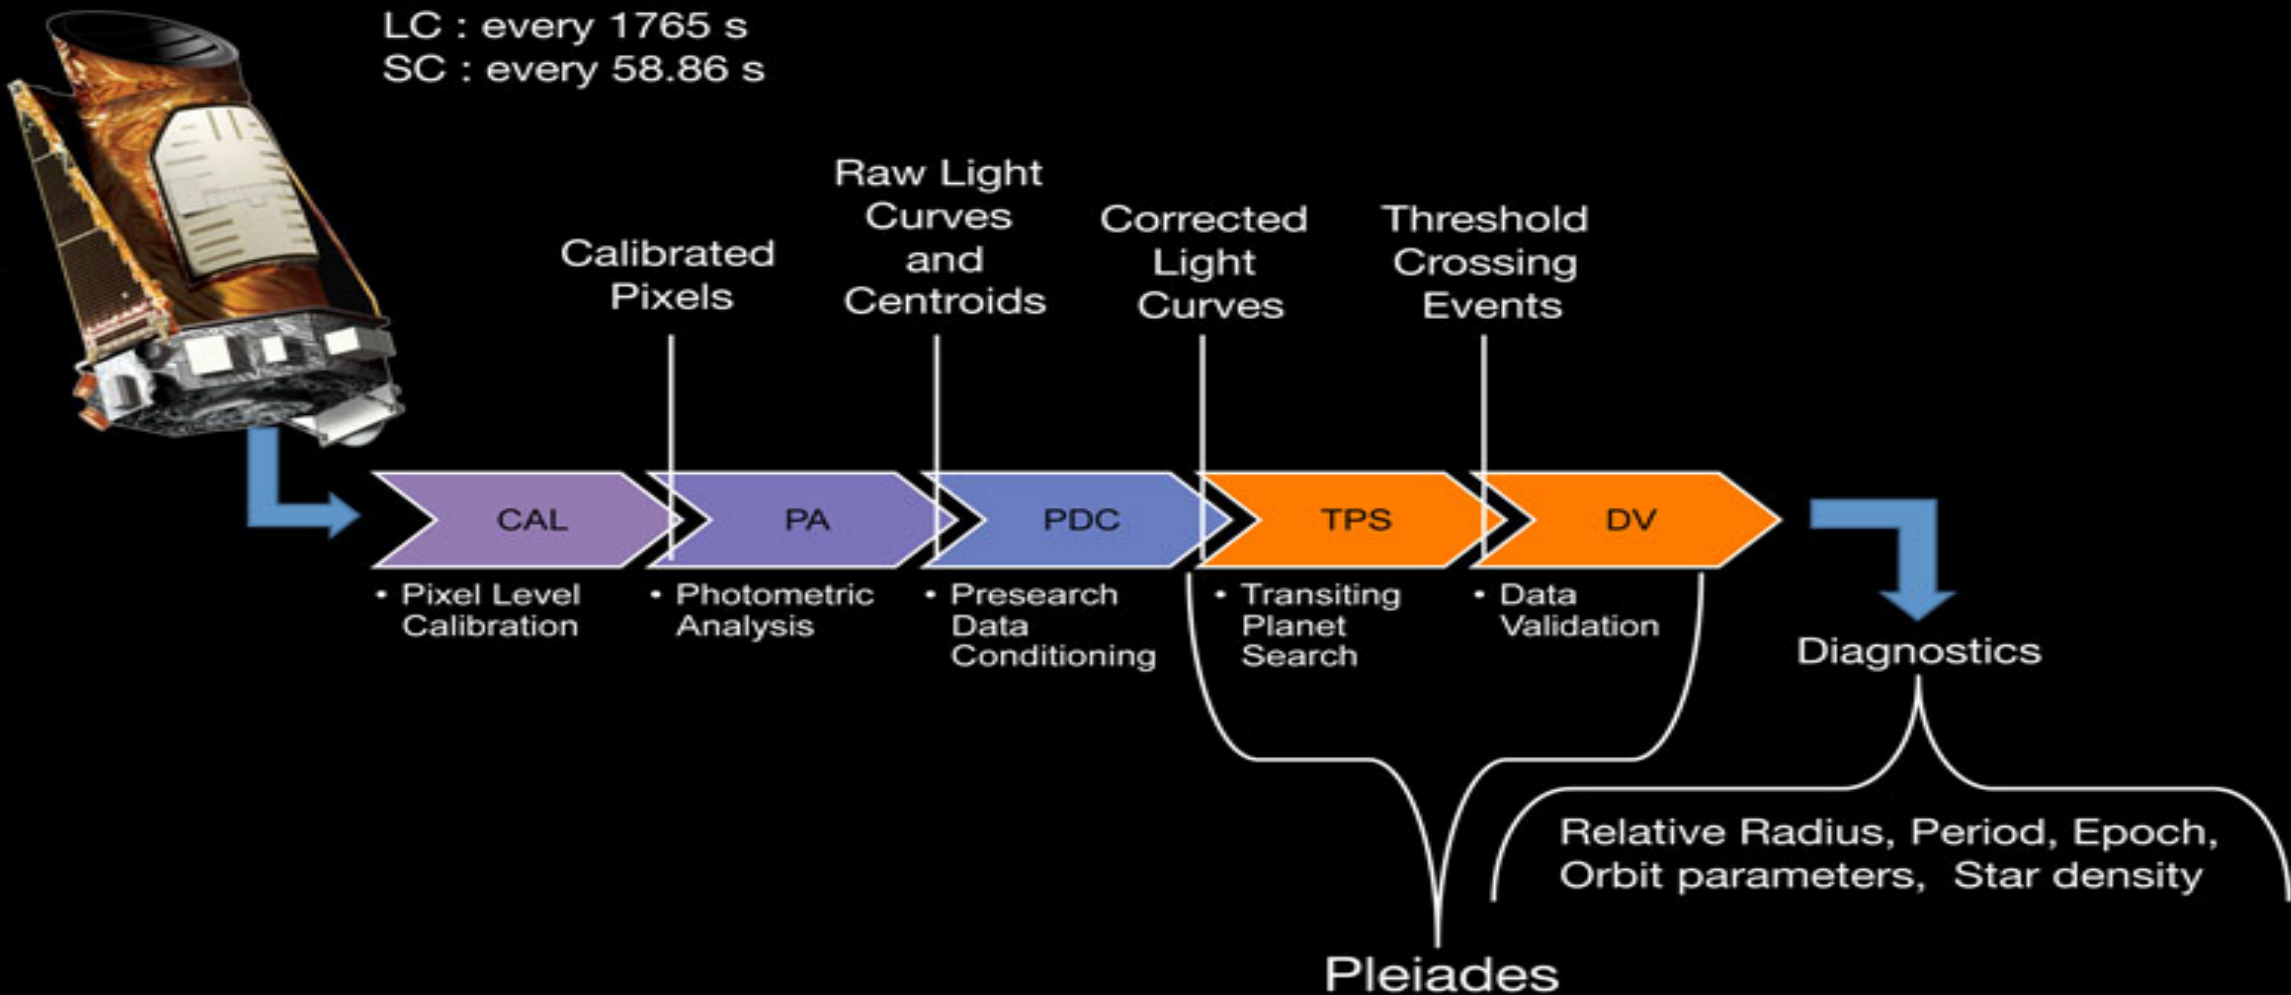 LC : every 1765 s
SC : every 58.86 s
Calibrated
Pixels
Raw Light
Curves
and
Centroids
Corrected
Light
Curves
Threshold
Crossing
Events
CAL
PA
PDC
TPS
DV
• Pixel Level
Calibration
• Photometric
Analysis
• Presearch
Data
Conditioning
• Transiting
Planet
Search
• Data
Validation
Diagnostics
Relative Radius, Period, Epoch,
Orbit parameters, Star density
Pleiades